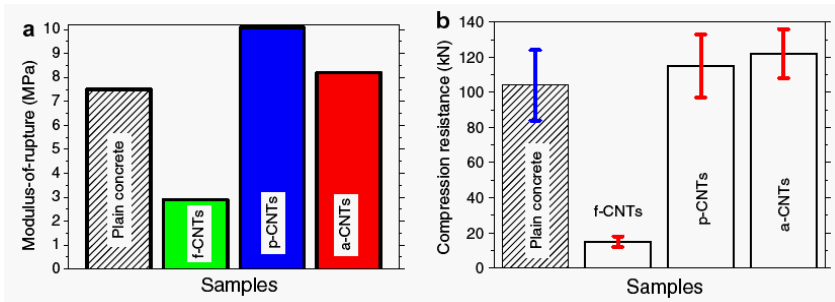 a
Modulus-of-rupture (MPa)
10
9
8
7
6
5
4
3
2
1
0
Plain concrete
f-CNTs
p-CNTs
a-CNTs
Samples
b
Compression resistance (kN)
140
120
100
80
60
40
20
0
Plain concrete
f-CNTs
p-CNTs
a-CNTs
Samples